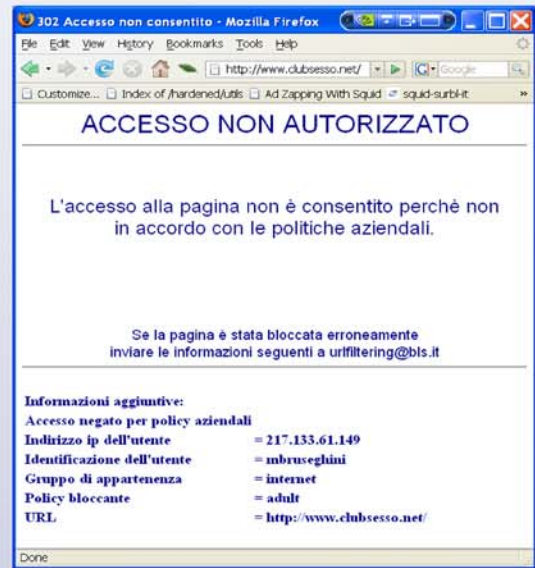 302 Accesso non consentito - Mozilla Firefox
File Edit View History Bookmarks Tools Help
http://www.clubsesso.net/ Google
Customize... Index of /hardened/utils Ad Zapping With Squid squid-surbl-it »
ACCESSO NON AUTORIZZATO
L'accesso alla pagina non è consentito perchè non
in accordo con le politiche aziendali.
Se la pagina è stata bloccata erroneamente
inviare le informazioni seguenti a urlfiltering@bls.it
Informazioni aggiuntive:
Accesso negato per policy aziendali
Indirizzo ip dell'utente = 217.133.61.149
Identificazione dell'utente = mbruseghini
Gruppo di appartenenza = internet
Policy bloccante = adult
URL = http://www.clubsesso.net/
Done